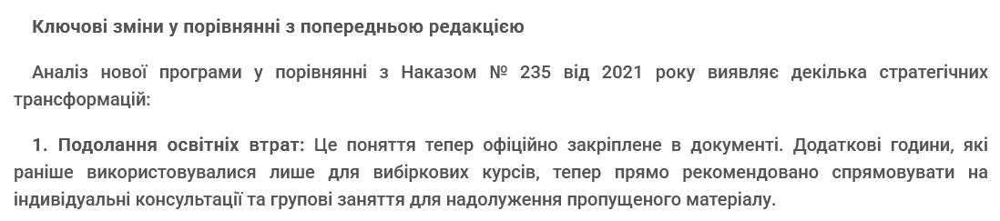 Ключові зміни у порівнянні з попередньою редакцією
Аналіз нової програми у порівнянні з Наказом № 235 від 2021 року виявляє декілька стратегічних
трансформацій:
1. Подолання освітніх втрат: Це поняття тепер офіційно закріплене в документі. Додаткові години, які
раніше використовувалися лише для вибіркових курсів, тепер прямо рекомендовано спрямовувати на
індивідуальні консультації та групові заняття для надолуження пропущеного матеріалу.